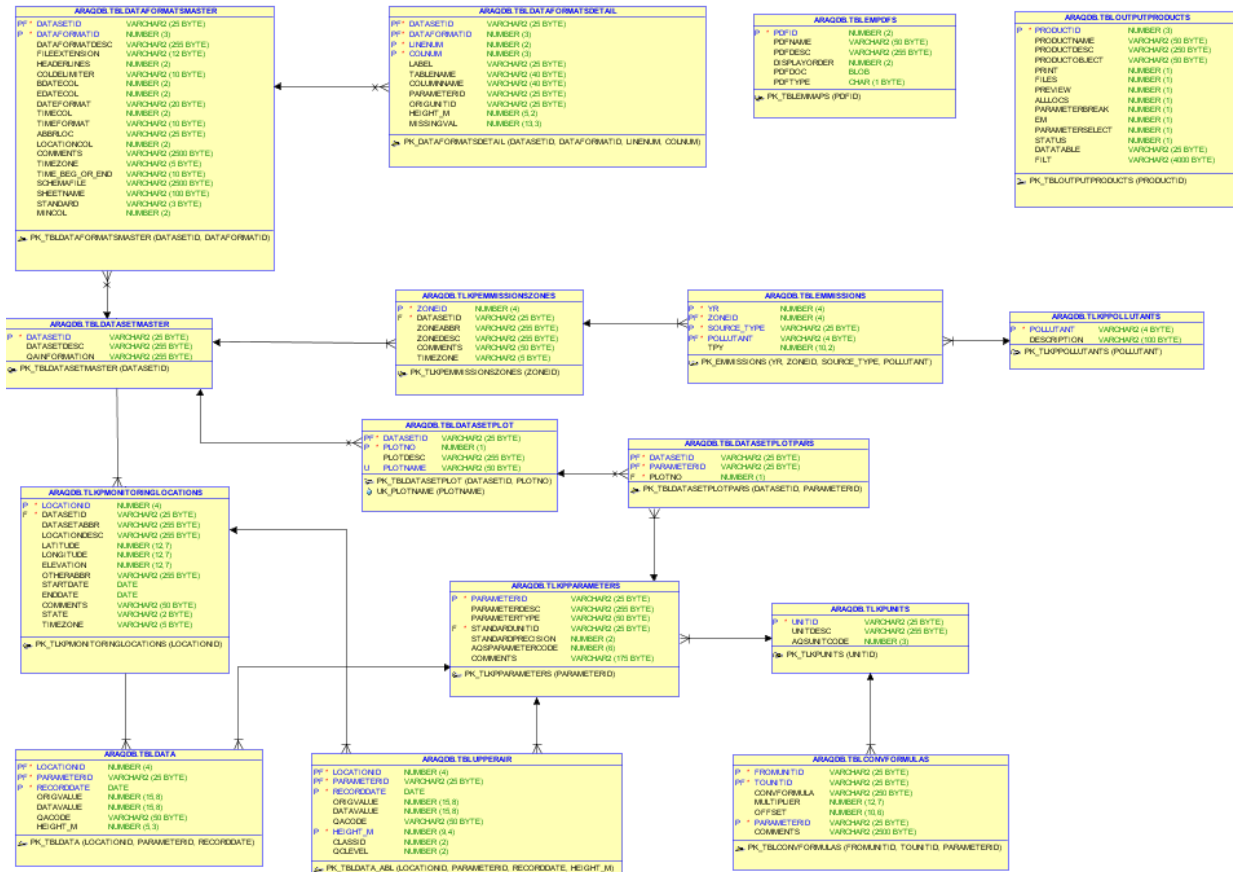 ARAQDB.TBLDATAFORMATSMASTER
PF * DATASETID VARCHAR2 (25 BYTE)
P * DATAFORMATID NUMBER (3)
DATAFORMATDESC VARCHAR2 (255 BYTE)
FILEEXTENSION VARCHAR2 (12 BYTE)
HEADERLINES NUMBER (2)
COLDELIMITER VARCHAR2 (10 BYTE)
BDATECOL NUMBER (2)
EDATECOL NUMBER (2)
DATEFORMAT VARCHAR2 (20 BYTE)
TIMECOL NUMBER (2)
TIMEFORMAT VARCHAR2 (10 BYTE)
ABBRLOC VARCHAR2 (25 BYTE)
LOCATIONCOL NUMBER (2)
COMMENTS VARCHAR2 (2500 BYTE)
TIMEZONE VARCHAR2 (5 BYTE)
TIME_BEG_OR_END VARCHAR2 (10 BYTE)
SCHEMAFILE VARCHAR2 (2500 BYTE)
SHEETNAME VARCHAR2 (100 BYTE)
STANDARD VARCHAR2 (3 BYTE)
MINCOL NUMBER (2)
PK_TBLDATAFORMATSMASTER (DATASETID, DATAFORMATID)
ARAQDB.TBLDATAFORMATSDETAIL
PF * DATASETID VARCHAR2 (25 BYTE)
PF * DATAFORMATID NUMBER (3)
P * LINENUM NUMBER (2)
P * COLNUM NUMBER (3)
LABEL VARCHAR2 (25 BYTE)
TABLENAME VARCHAR2 (40 BYTE)
COLUMNNAME VARCHAR2 (40 BYTE)
PARAMETERID VARCHAR2 (25 BYTE)
ORIGUNITID VARCHAR2 (25 BYTE)
HEIGHT_M NUMBER (5,2)
MISSINGVAL NUMBER (13,3)
PK_DATAFORMATSDETAIL (DATASETID, DATAFORMATID, LINENUM, COLNUM)
ARAQDB.TBLEMPDFS
P * PDFID NUMBER (2)
PDFNAME VARCHAR2 (50 BYTE)
PDFDESC VARCHAR2 (255 BYTE)
DISPLAYORDER NUMBER (2)
PDFDOC BLOB
PDFTYPE CHAR (1 BYTE)
PK_TBLEMMAPS (PDFID)
ARAQDB.TBLOUTPUTPRODUCTS
P * PRODUCTID NUMBER (3)
PRODUCTNAME VARCHAR2 (50 BYTE)
PRODUCTDESC VARCHAR2 (250 BYTE)
PRODUCTOBJECT VARCHAR2 (50 BYTE)
PRINT NUMBER (1)
FILES NUMBER (1)
PREVIEW NUMBER (1)
ALLLOCS NUMBER (1)
PARAMETERBREAK NUMBER (1)
EM NUMBER (1)
PARAMETERSELECT NUMBER (1)
STATUS NUMBER (1)
DATATABLE VARCHAR2 (25 BYTE)
FILT VARCHAR2 (4000 BYTE)
PK_TBLOUTPUTPRODUCTS (PRODUCTID)
ARAQDB.TBLDATASETMASTER
P * DATASETID VARCHAR2 (25 BYTE)
DATASETDESC VARCHAR2 (255 BYTE)
QAINFORMATION VARCHAR2 (255 BYTE)
PK_TBLDATASETMASTER (DATASETID)
ARAQDB.TLKPEMMISSIONSZONES
P * ZONEID NUMBER (4)
F * DATASETID VARCHAR2 (25 BYTE)
ZONEABBR VARCHAR2 (255 BYTE)
ZONEDESC VARCHAR2 (255 BYTE)
COMMENTS VARCHAR2 (50 BYTE)
TIMEZONE VARCHAR2 (5 BYTE)
PK_TLKPEMISSIONSZONES (ZONEID)
ARAQDB.TBLEMMISSIONS
P * YR NUMBER (4)
PF * ZONEID NUMBER (4)
P * SOURCE_TYPE VARCHAR2 (25 BYTE)
PF * POLLUTANT VARCHAR2 (4 BYTE)
TPY NUMBER (10,2)
PK_EMMISSIONS (YR, ZONEID, SOURCE_TYPE, POLLUTANT)
ARAQDB.TLKPPOLLUTANTS
P * POLLUTANT VARCHAR2 (4 BYTE)
DESCRIPTION VARCHAR2 (100 BYTE)
PK_TLKPPOLLUTANTS (POLLUTANT)
ARAQDB.TBLDATASETPLOT
PF * DATASETID VARCHAR2 (25 BYTE)
P * PLOTNO NUMBER (1)
PLOTDESC VARCHAR2 (255 BYTE)
U PLOTNAME VARCHAR2 (50 BYTE)
PK_TBLDATASETPLOT (DATASETID, PLOTNO)
UK_PLOTNAME (PLOTNAME)
ARAQDB.TBLDATASETPLOTPARS
PF * DATASETID VARCHAR2 (25 BYTE)
PF * PARAMETERID VARCHAR2 (25 BYTE)
F * PLOTNO NUMBER (1)
PK_TBLDATASETPLOTPARS (DATASETID, PARAMETERID)
ARAQDB.TLKPMONITORINGLOCATIONS
P * LOCATIONID NUMBER (4)
F * DATASETID VARCHAR2 (25 BYTE)
DATASETABBR VARCHAR2 (255 BYTE)
LOCATIONDESC VARCHAR2 (255 BYTE)
LATITUDE NUMBER (12,7)
LONGITUDE NUMBER (12,7)
ELEVATION NUMBER (12,7)
OTHERABBR VARCHAR2 (255 BYTE)
STARTDATE DATE
ENDDATE DATE
COMMENTS VARCHAR2 (50 BYTE)
STATE VARCHAR2 (2 BYTE)
TIMEZONE VARCHAR2 (5 BYTE)
PK_TLKPMONITORINGLOCATIONS (LOCATIONID)
ARAQDB.TLKPPARAMETERS
P * PARAMETERID VARCHAR2 (25 BYTE)
PARAMETERDESC VARCHAR2 (255 BYTE)
PARAMETERTYPE VARCHAR2 (50 BYTE)
F * STANDARDUNITID VARCHAR2 (25 BYTE)
STANDARDPRECISION NUMBER (2)
AQSPARAMETERCODE NUMBER (6)
COMMENTS VARCHAR2 (175 BYTE)
PK_TLKPPARAMETERS (PARAMETERID)
ARAQDB.TLKPUNITS
P * UNITID VARCHAR2 (25 BYTE)
UNITDESC VARCHAR2 (255 BYTE)
AQSUNITCODE NUMBER (3)
PK_TLKPUNITS (UNITID)
ARAQDB.TBLDATA
PF * LOCATIONID NUMBER (4)
PF * PARAMETERID VARCHAR2 (25 BYTE)
P * RECORDDATE DATE
ORIGVALUE NUMBER (15,8)
DATAVALUE NUMBER (15,8)
QACODE VARCHAR2 (50 BYTE)
HEIGHT_M NUMBER (5,3)
PK_TBLDATA (LOCATIONID, PARAMETERID, RECORDDATE)
ARAQDB.TBLUPPERAIR
PF * LOCATIONID NUMBER (4)
PF * PARAMETERID VARCHAR2 (25 BYTE)
P * RECORDDATE DATE
ORIGVALUE NUMBER (15,8)
DATAVALUE NUMBER (15,8)
QACODE VARCHAR2 (50 BYTE)
P * HEIGHT_M NUMBER (9,4)
CLASSID NUMBER (2)
QCLEVEL NUMBER (2)
PK_TBLDATA_ABL (LOCATIONID, PARAMETERID, RECORDDATE, HEIGHT_M)
ARAQDB.TBLCONVFORMULAS
P * FROMUNITID VARCHAR2 (25 BYTE)
PF * TOUNITID VARCHAR2 (25 BYTE)
CONVFORMULA VARCHAR2 (250 BYTE)
MULTIPLIER NUMBER (12,7)
OFFSET NUMBER (10,6)
P * PARAMETERID VARCHAR2 (25 BYTE)
COMMENTS VARCHAR2 (2500 BYTE)
PK_TBLCONVFORMULAS (FROMUNITID, TOUNITID, PARAMETERID)